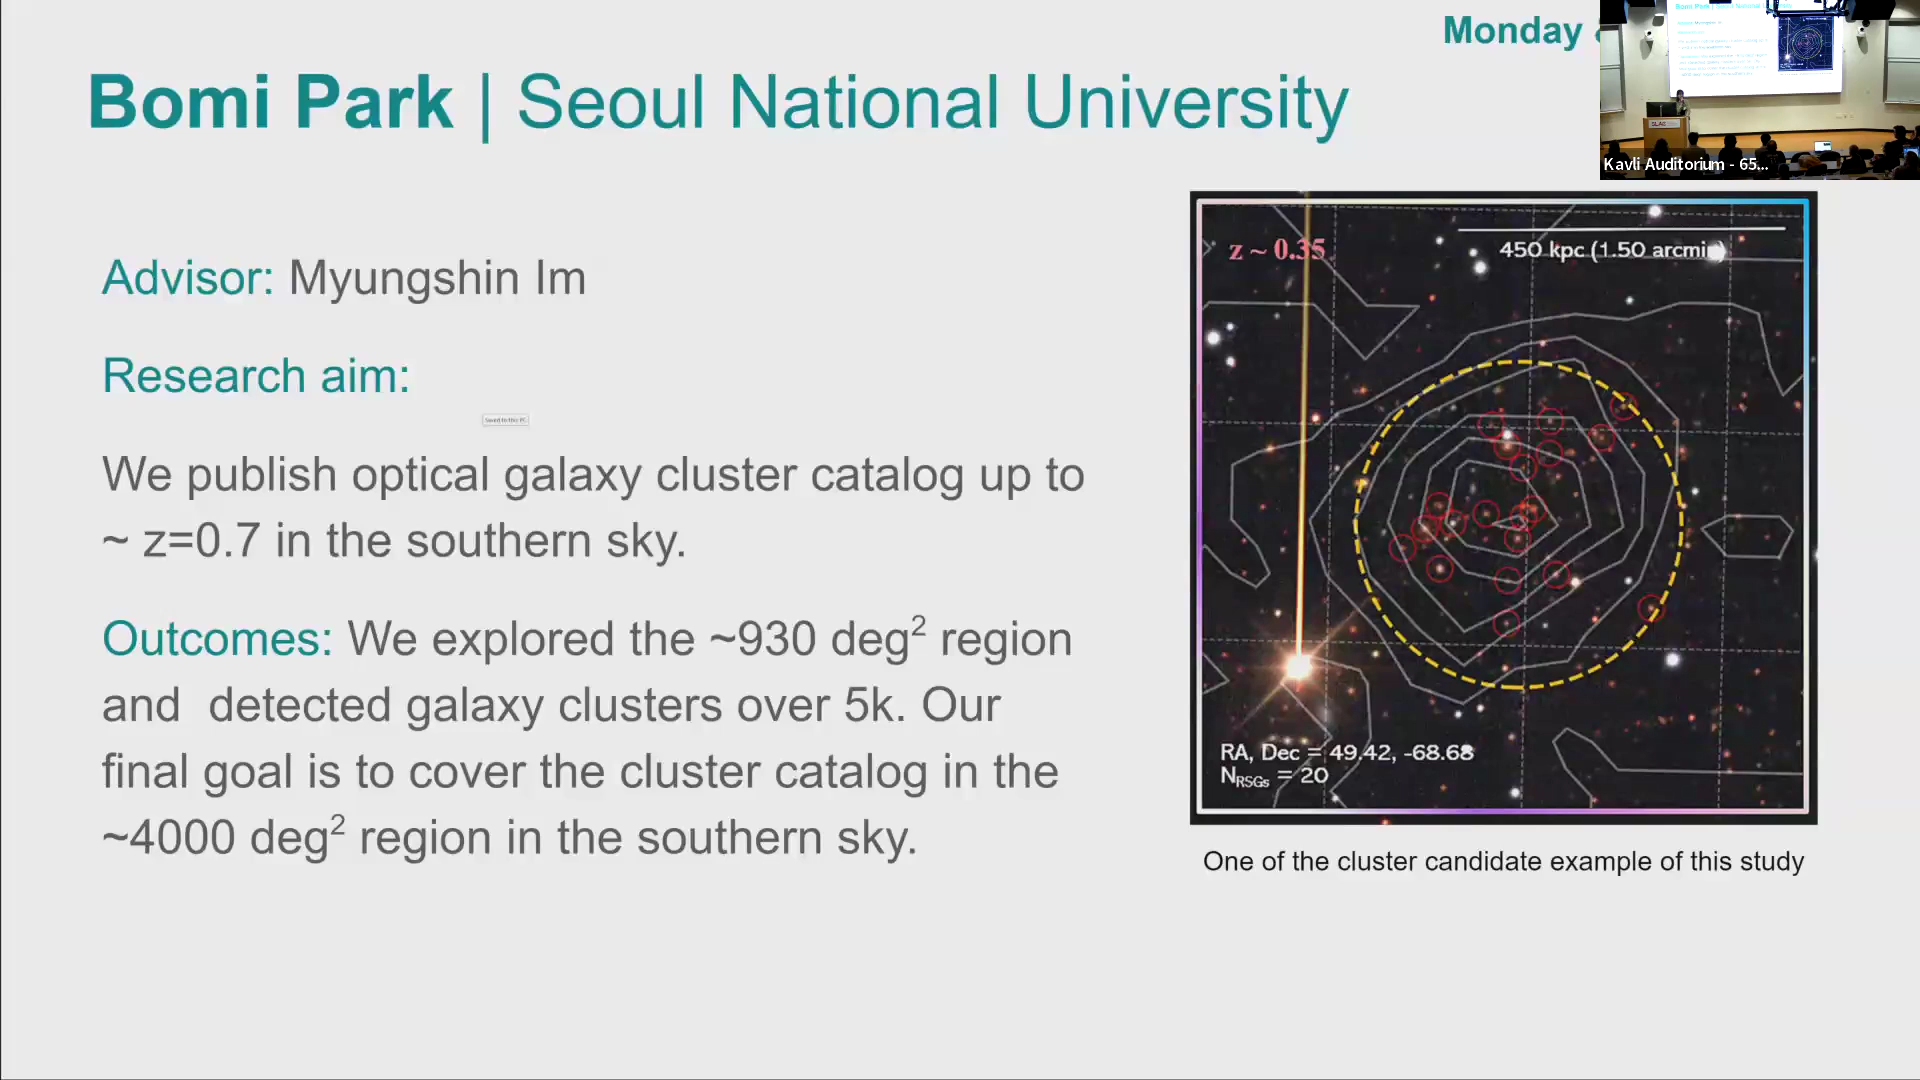 Monday
Bomi Park | Seoul National University
Kavli Auditorium - 65...
Advisor: Myungshin Im
Research aim:
Saved to this PC
We publish optical galaxy cluster catalog up to
~ z=0.7 in the southern sky.
Outcomes: We explored the ~930 deg² region
and detected galaxy clusters over 5k. Our
final goal is to cover the cluster catalog in the
~4000 deg² region in the southern sky.
z ~ 0.35
450 kpc (1.50 arcmin)
RA, Dec = 49.42, -68.68
N_RSGs = 20
One of the cluster candidate example of this study